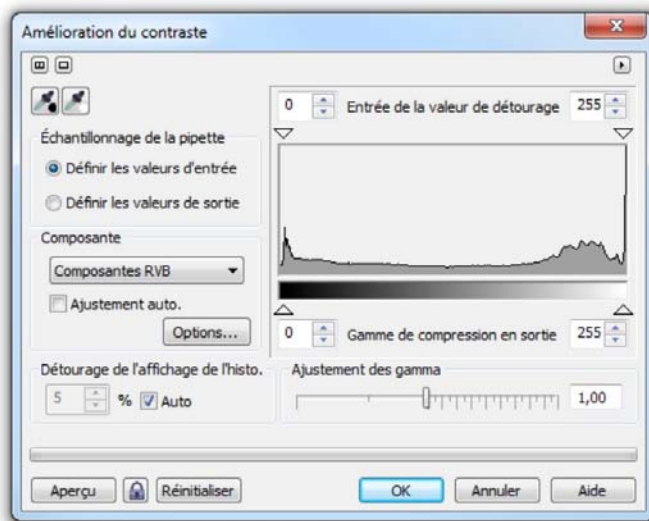 Amélioration du contraste
0 Entrée de la valeur de détourage 255
Échantillonnage de la pipette
Définir les valeurs d'entrée
Définir les valeurs de sortie
Composante
Composantes RVB
Ajustement auto.
Options...
0 Gamme de compression en sortie 255
Détourage de l'affichage de l'histo.
5 % Auto
Ajustement des gamma
1,00
Aperçu Réinitialiser OK Annuler Aide